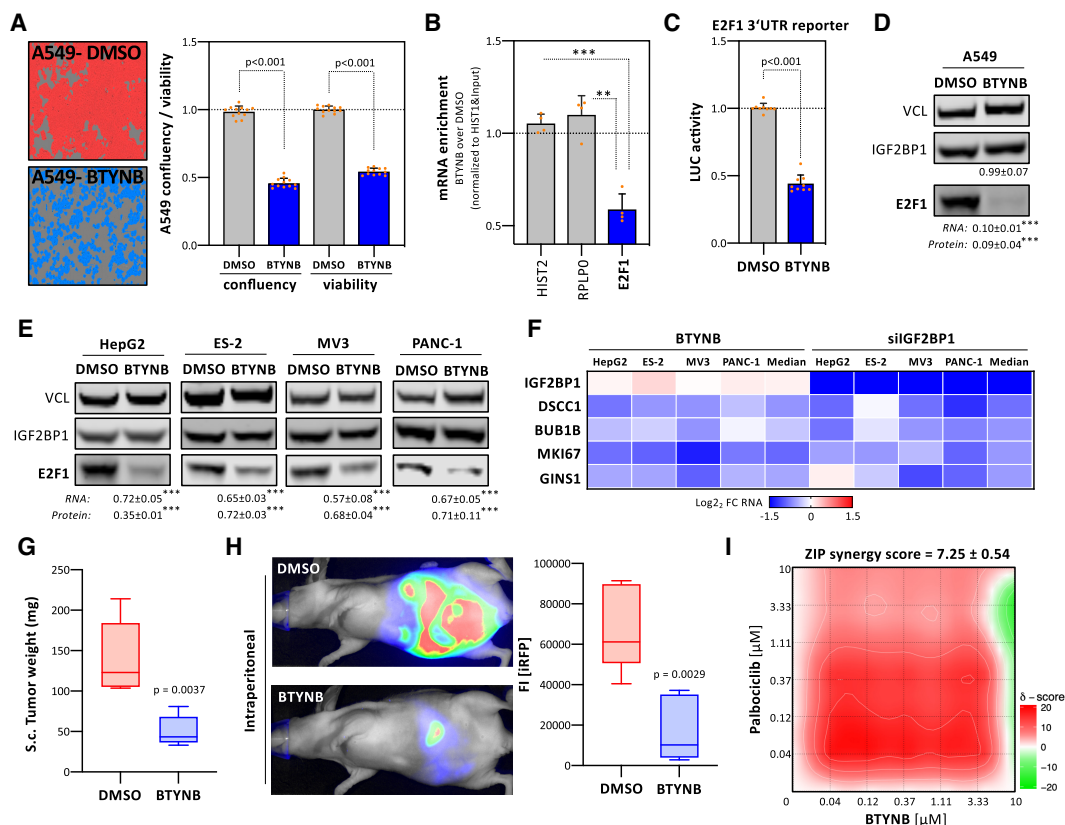 A
A549- DMSO
A549- BTYNB
A549 confluency / viability
1.5
1.0
0.5
0.0
p<0.001
p<0.001
DMSO BTYNB DMSO BTYNB
confluency viability
B
mRNA enrichment
BTYNB over DMSO
(normalized to HIST1&Input)
1.5
1.0
0.5
***
**
HIST2
RPLP0
E2F1
C
E2F1 3‘UTR reporter
LUC activity
1.5
1.0
0.5
0.0
p<0.001
DMSO BTYNB
D
A549
DMSO BTYNB
VCL
IGF2BP1
0.99±0.07
E2F1
RNA: 0.10±0.01***
Protein: 0.09±0.04***
E
HepG2 ES-2 MV3 PANC-1
DMSO BTYNB DMSO BTYNB DMSO BTYNB DMSO BTYNB
VCL
IGF2BP1
E2F1
RNA: 0.72±0.05*** 0.65±0.03*** 0.57±0.08*** 0.67±0.05***
Protein: 0.35±0.01*** 0.72±0.03*** 0.68±0.04*** 0.71±0.11***
F
BTYNB siIGF2BP1
HepG2 ES-2 MV3 PANC-1 Median HepG2 ES-2 MV3 PANC-1 Median
IGF2BP1
DSCC1
BUB1B
MKI67
GINS1
Log2₂ FC RNA
-1.5 0 1.5
G
S.c. Tumor weight (mg)
250
200
150
100
50
0
p = 0.0037
DMSO BTYNB
H
Intraperitoneal
DMSO
BTYNB
FI [iRFP]
100000
80000
60000
40000
20000
0
p = 0.0029
DMSO BTYNB
I
ZIP synergy score = 7.25 ± 0.54
Palbociclib [µM]
10
3.33
1.11
0.37
0.12
0.04
0 0.04 0.12 0.37 1.11 3.33 10
BTYNB [µM]
δ – score
20
10
0
−10
−20